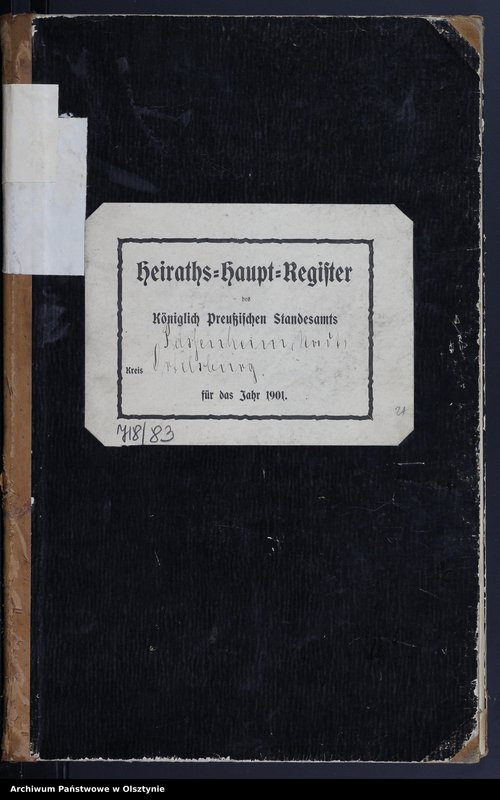 Heiraths-Haupt-Register
des
Königlich Preußischen Standesamts
Passenheim,
Kreis Ortelsburg.
für das Jahr 1901.
21
718/83
Archiwum Państwowe w Olsztynie